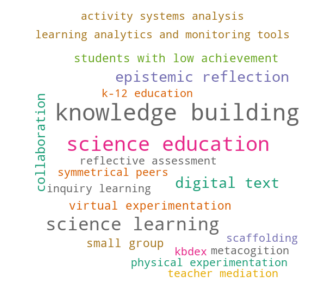 activity systems analysis
learning analytics and monitoring tools
students with low achievement
epistemic reflection
k-12 education
collaboration
knowledge building
science education
reflective assessment
symmetrical peers
digital text
inquiry learning
virtual experimentation
science learning
scaffolding
small group
kbdex metacogition
physical experimentation
teacher mediation